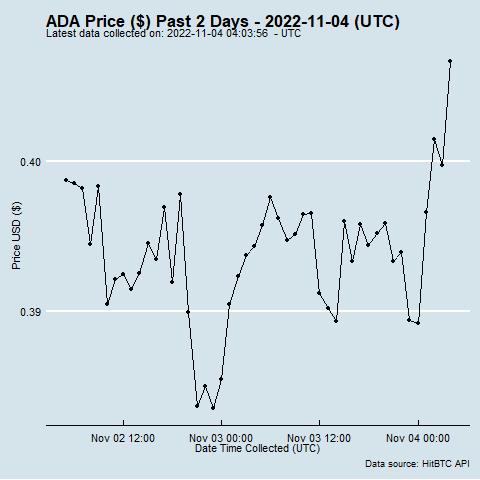 ADA Price ($) Past 2 Days - 2022-11-04 (UTC)
Latest data collected on: 2022-11-04 04:03:56 - UTC
0.40
0.39
Price USD ($)
Nov 02 12:00 Nov 03 00:00 Nov 03 12:00 Nov 04 00:00
Date Time Collected (UTC)
Data source: HitBTC API